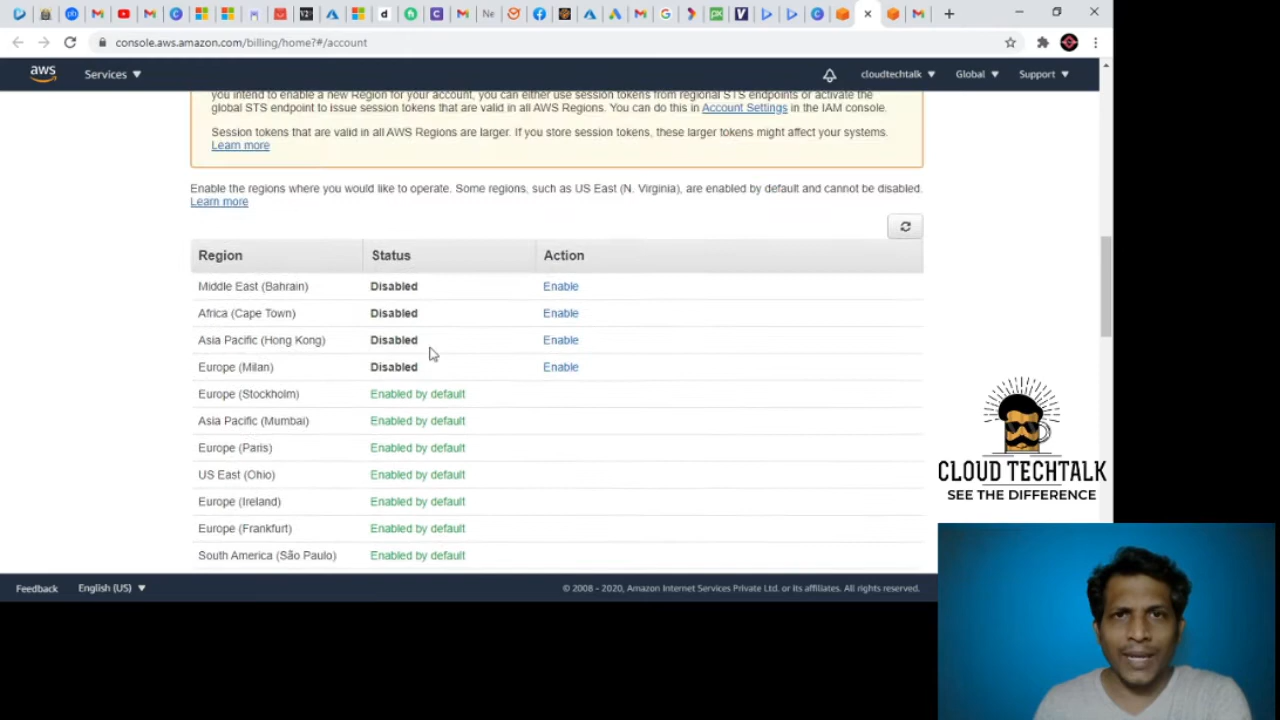 Ne
console.aws.amazon.com/billing/home?#/account
aws
Services
cloudtechtalk
Global
Support
you intend to enable a new Region for your account, you can either use session tokens from regional STS endpoints or activate the
global STS endpoint to issue session tokens that are valid in all AWS Regions. You can do this in Account Settings in the IAM console.
Session tokens that are valid in all AWS Regions are larger. If you store session tokens, these larger tokens might affect your systems.
Learn more
Enable the regions where you would like to operate. Some regions, such as US East (N. Virginia), are enabled by default and cannot be disabled.
Learn more
Region Status Action
Middle East (Bahrain) Disabled Enable
Africa (Cape Town) Disabled Enable
Asia Pacific (Hong Kong) Disabled Enable
Europe (Milan) Disabled Enable
Europe (Stockholm) Enabled by default
Asia Pacific (Mumbai) Enabled by default
Europe (Paris) Enabled by default
US East (Ohio) Enabled by default
Europe (Ireland) Enabled by default
Europe (Frankfurt) Enabled by default
South America (São Paulo) Enabled by default
CLOUD TECHTALK
SEE THE DIFFERENCE
Feedback
English (US)
© 2008 - 2020, Amazon Internet Services Private Ltd. or its affiliates. All rights reserved.